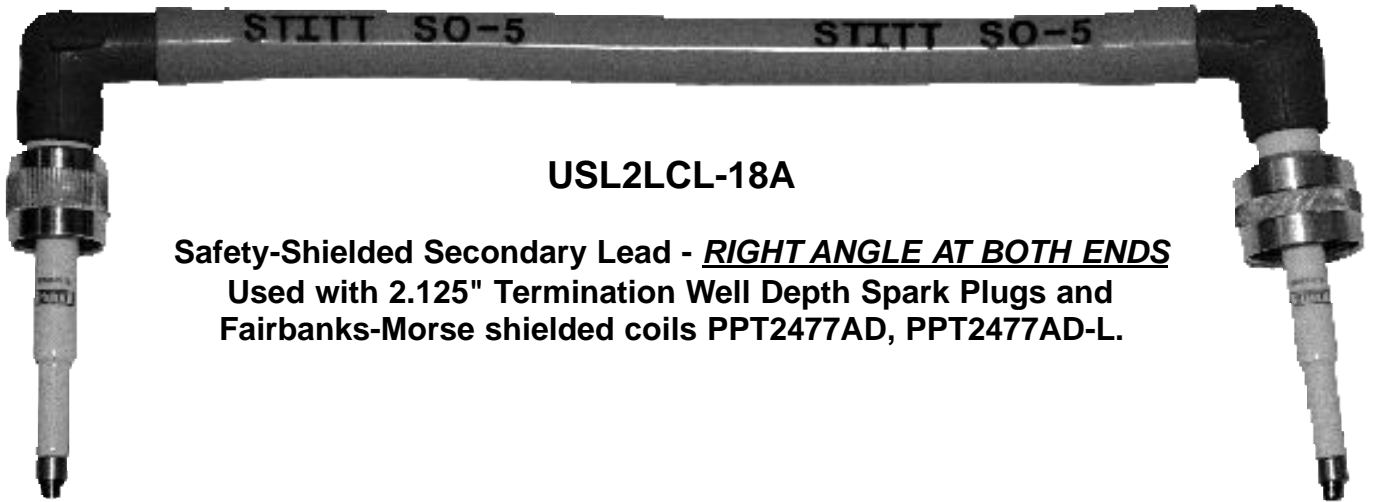 STITT SO-5 STITT SO-5
USL2LCL-18A
Safety-Shielded Secondary Lead - RIGHT ANGLE AT BOTH ENDS
Used with 2.125" Termination Well Depth Spark Plugs and
Fairbanks-Morse shielded coils PPT2477AD, PPT2477AD-L.